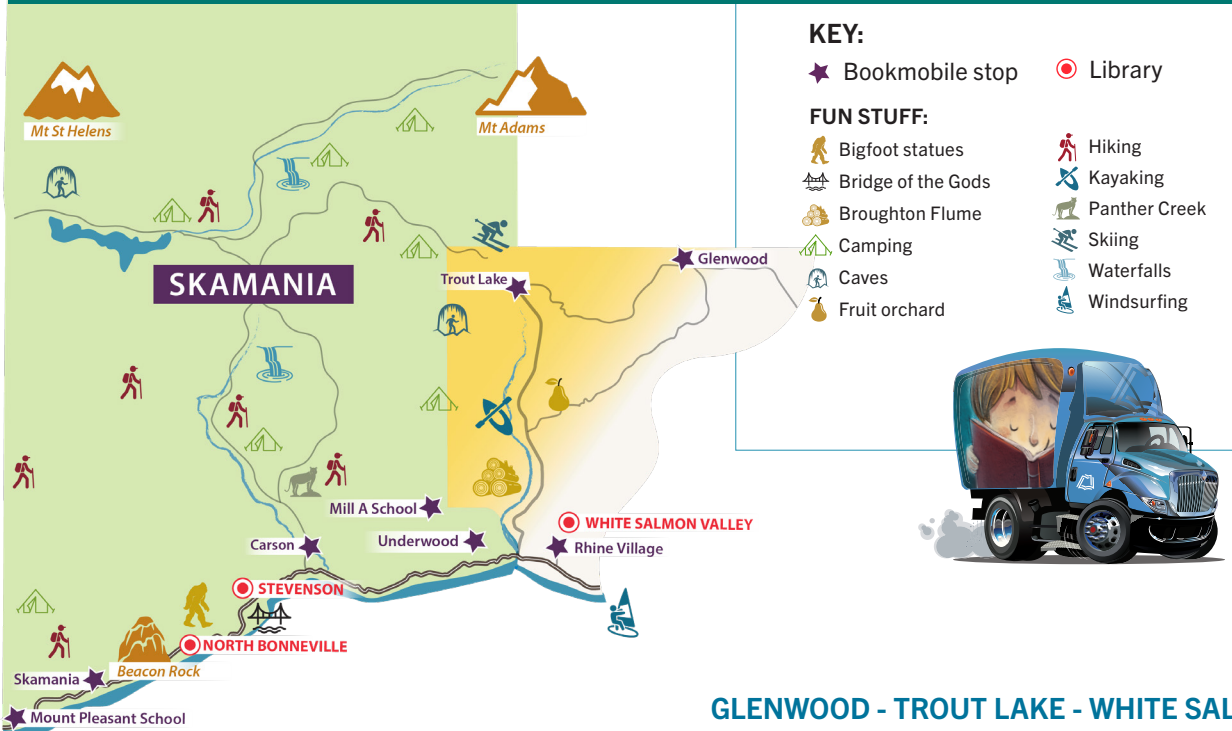 KEY:
Bookmobile stop
Library
FUN STUFF:
Bigfoot statues
Bridge of the Gods
Broughton Flume
Camping
Caves
Fruit orchard
Hiking
Kayaking
Panther Creek
Skiing
Waterfalls
Windsurfing
Mt St Helens
Mt Adams
SKAMANIA
Trout Lake
Glenwood
Mill A School
WHITE SALMON VALLEY
Carson
Underwood
Rhine Village
STEVENSON
NORTH BONNEVILLE
Beacon Rock
Skamania
Mount Pleasant School
GLENWOOD - TROUT LAKE - WHITE SAL